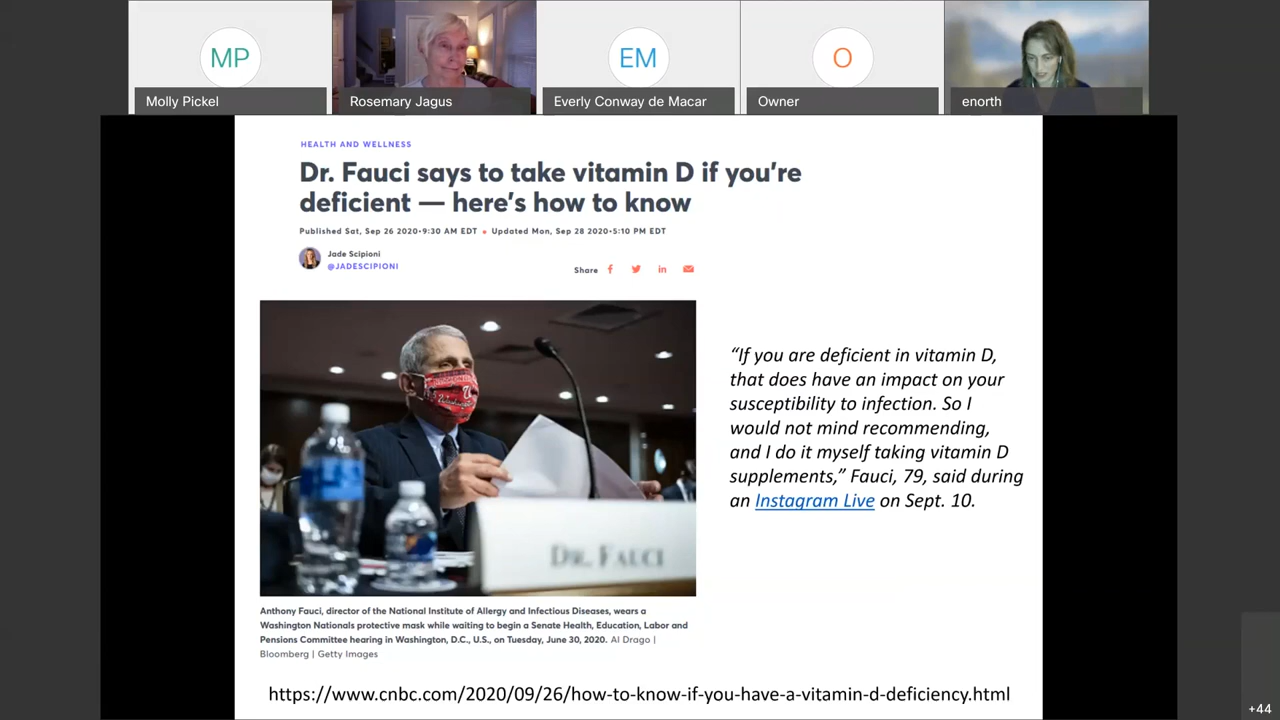 MP
EM
O
Molly Pickel
Rosemary Jagus
Everly Conway de Macar
Owner
enorth
HEALTH AND WELLNESS
Dr. Fauci says to take vitamin D if you're
deficient — here's how to know
Published Sat, Sep 26 2020•9:30 AM EDT • Updated Mon, Sep 28 2020•5:10 PM EDT
Jade Scipioni
@JADESCIPIONI
Share
“If you are deficient in vitamin D,
that does have an impact on your
susceptibility to infection. So I
would not mind recommending,
and I do it myself taking vitamin D
supplements,” Fauci, 79, said during
an Instagram Live on Sept. 10.
DR. FAUCI
Anthony Fauci, director of the National Institute of Allergy and Infectious Diseases, wears a
Washington Nationals protective mask while waiting to begin a Senate Health, Education, Labor and
Pensions Committee hearing in Washington, D.C., U.S., on Tuesday, June 30, 2020. Al Drago |
Bloomberg | Getty Images
https://www.cnbc.com/2020/09/26/how-to-know-if-you-have-a-vitamin-d-deficiency.html
+44